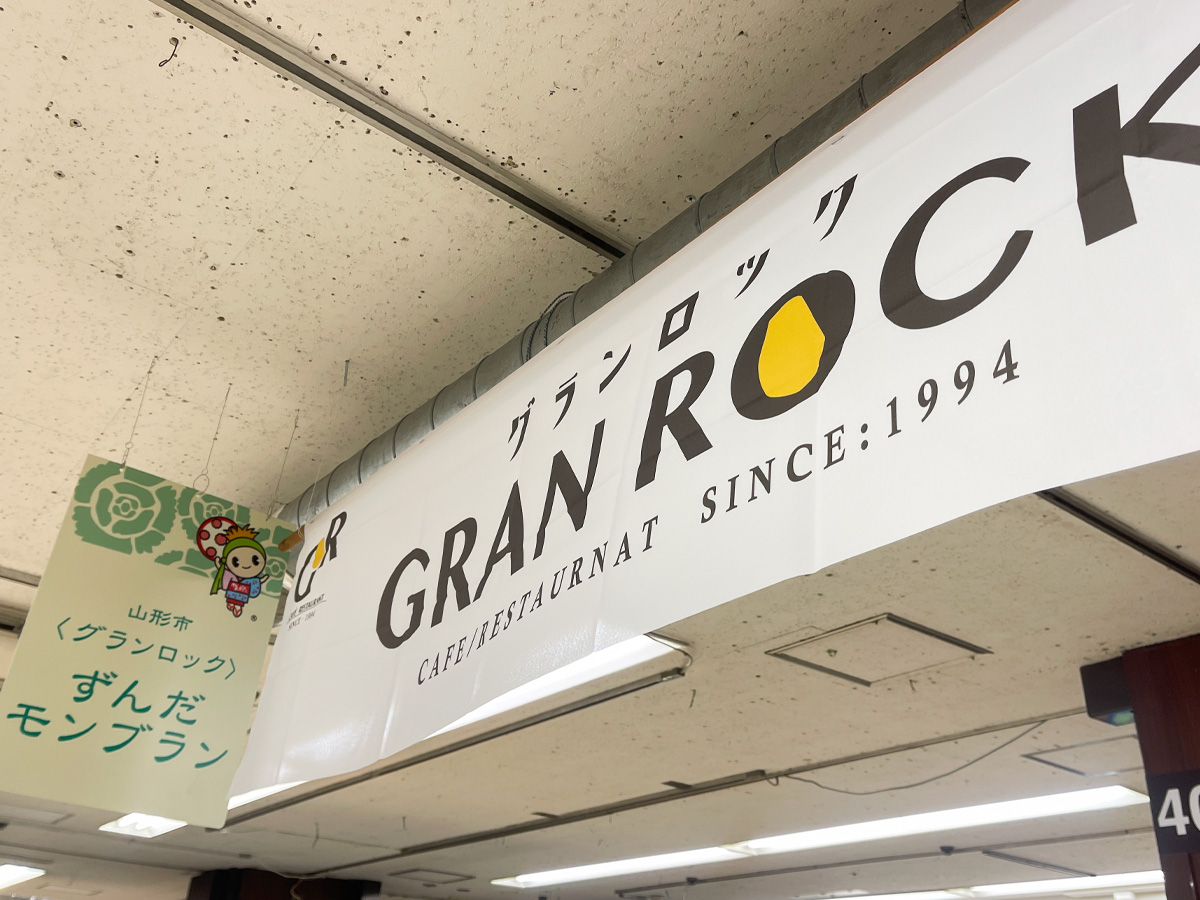 グランロック
GRAN ROCK
CAFE/RESTAURNAT SINCE:1994
GR
山形市
〈グランロック〉
ずんだ
モンブラン
®
40